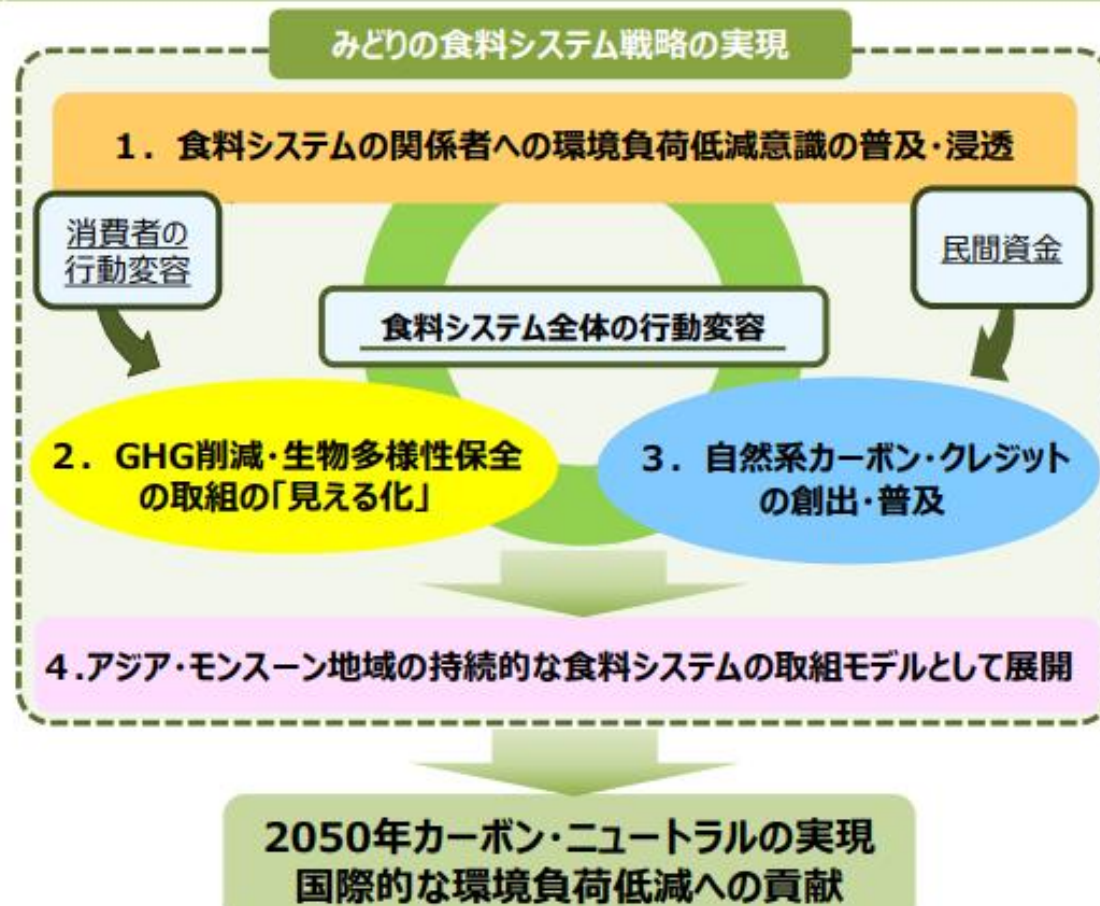 みどりの食料システム戦略の実現
1. 食料システムの関係者への環境負荷低減意識の普及・浸透
消費者の
行動変容
民間資金
食料システム全体の行動変容
2. GHG削減・生物多様性保全
の取組の「見える化」
3. 自然系カーボン・クレジット
の創出・普及
4.アジア・モンスーン地域の持続的な食料システムの取組モデルとして展開
2050年カーボン・ニュートラルの実現
国際的な環境負荷低減への貢献